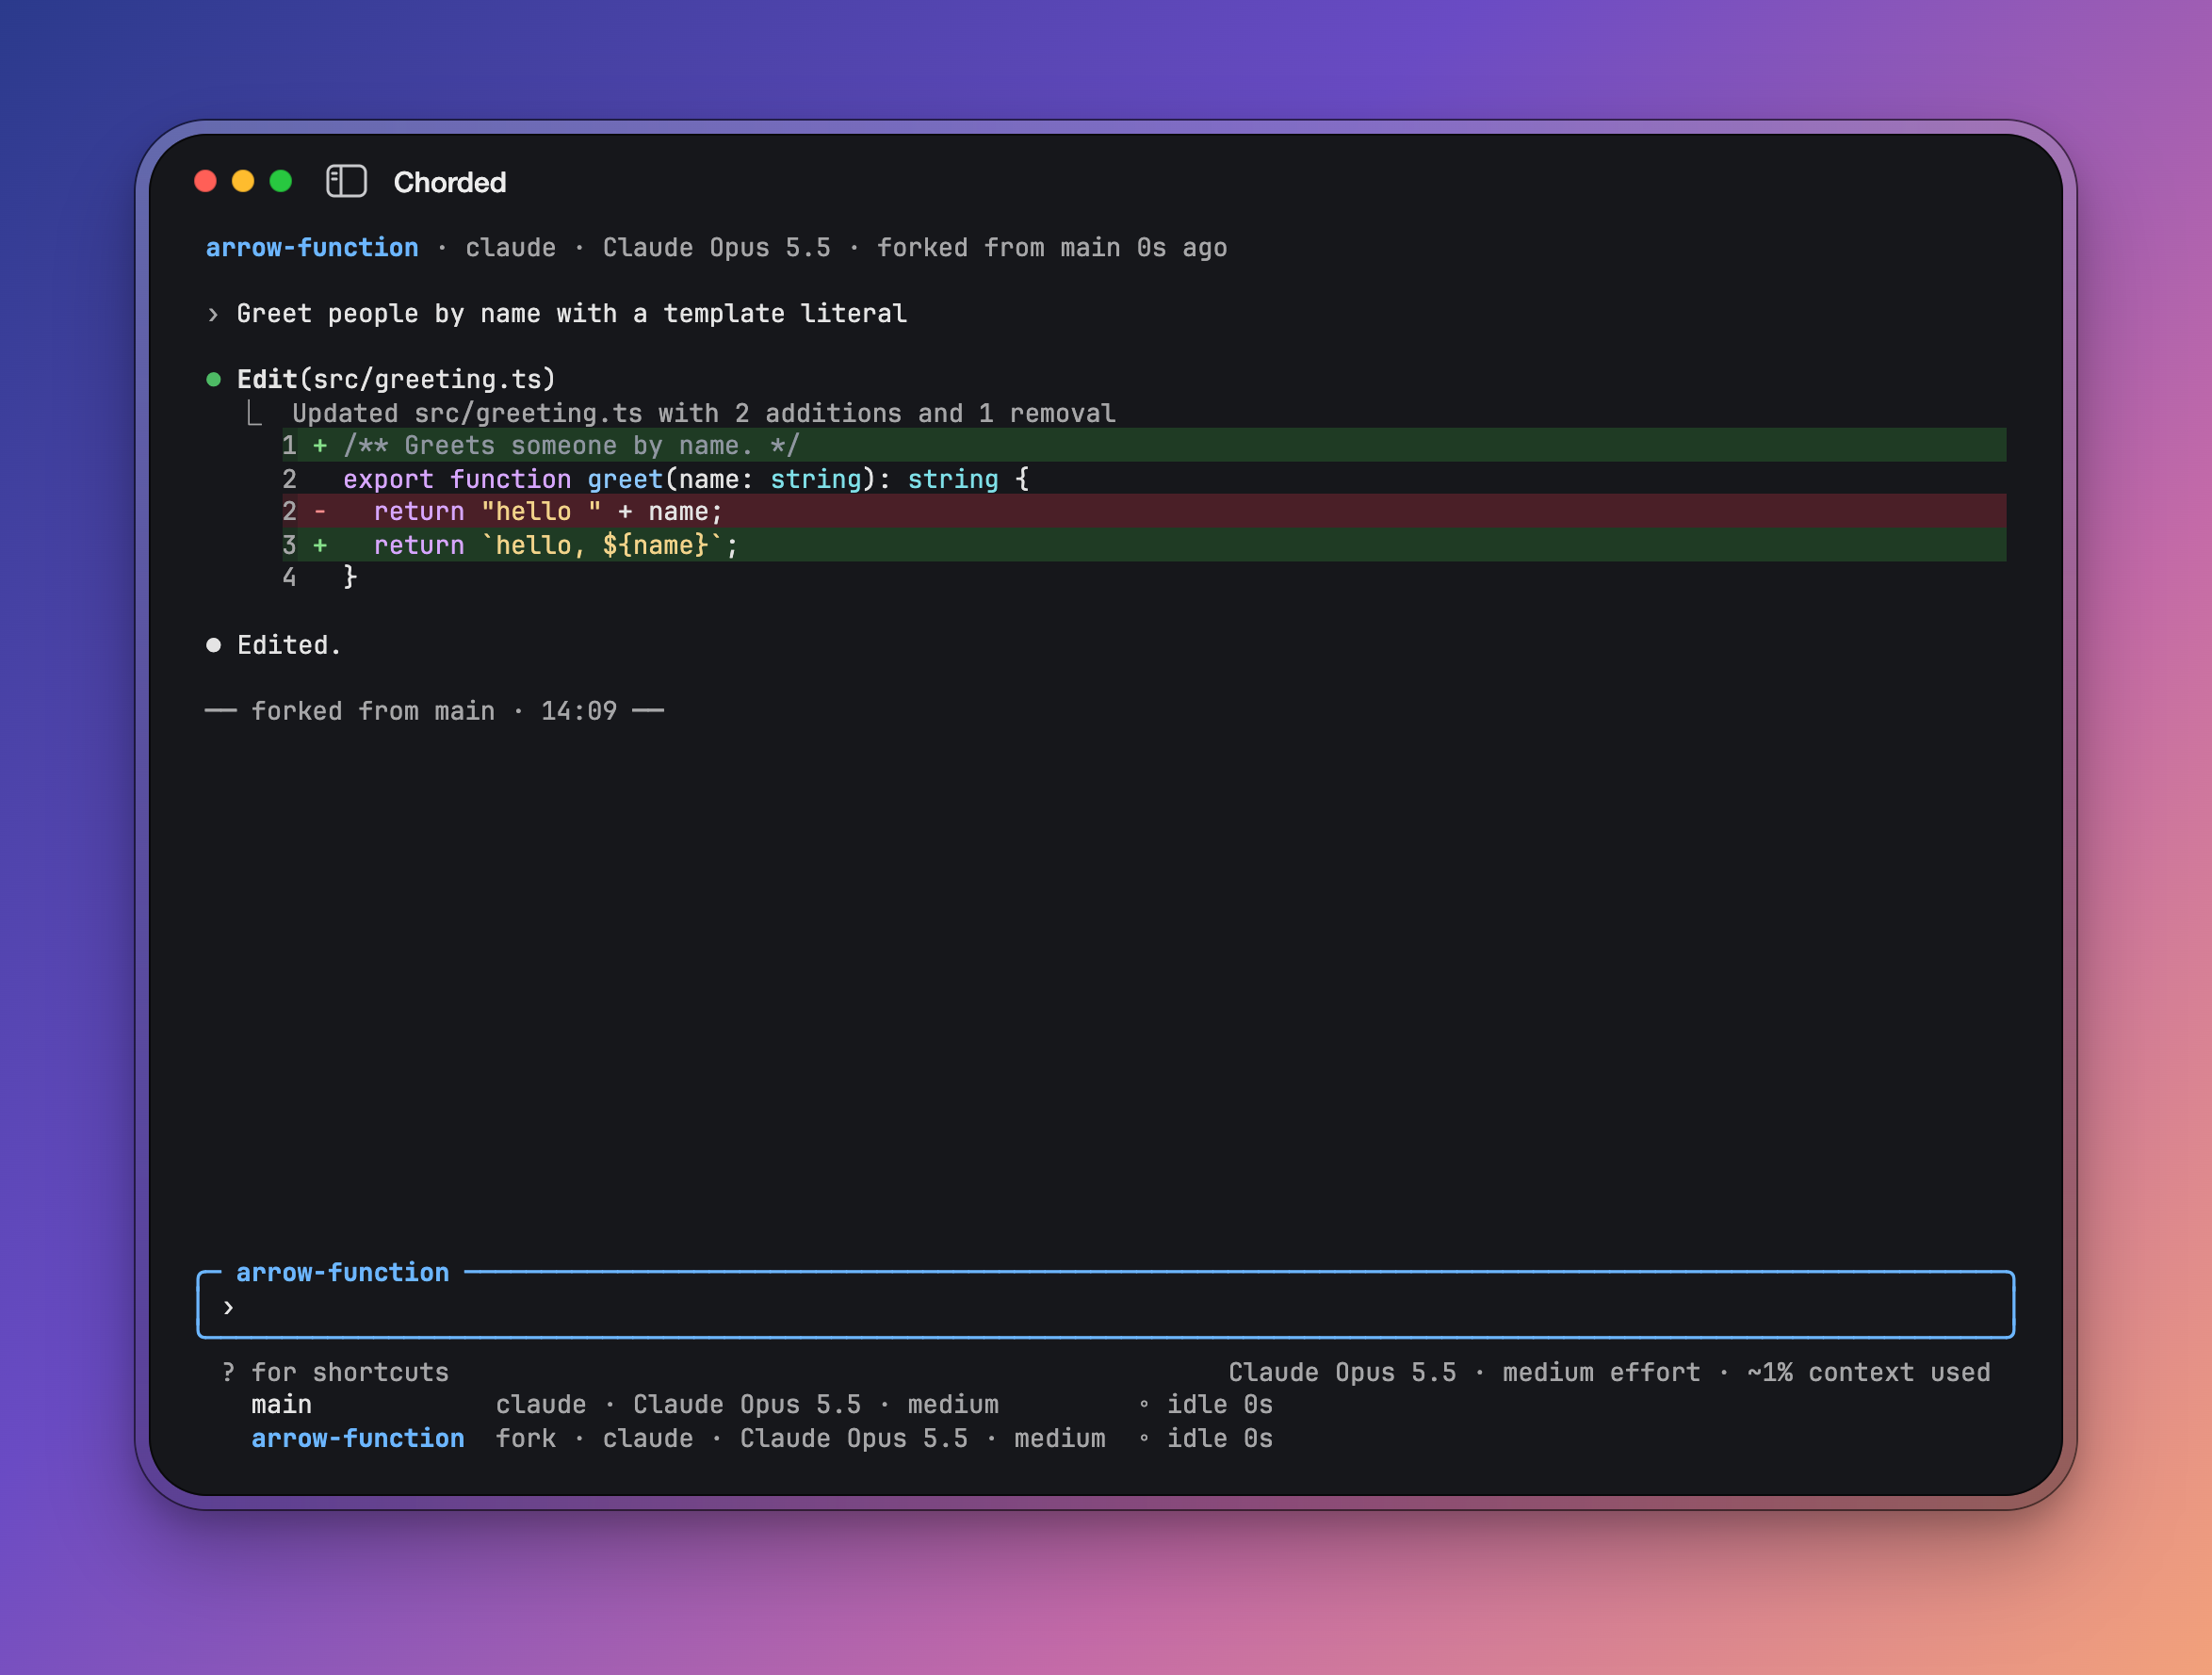 Chorded
arrow-function · claude · Claude Opus 5.5 · forked from main 0s ago
› Greet people by name with a template literal
● Edit(src/greeting.ts)
⎿ Updated src/greeting.ts with 2 additions and 1 removal
1 + /** Greets someone by name. */
2   export function greet(name: string): string {
2 -   return "hello " + name;
3 +   return `hello, ${name}`;
4   }
● Edited.
── forked from main · 14:09 ──
arrow-function
›
? for shortcuts Claude Opus 5.5 · medium effort · ~1% context used
main claude · Claude Opus 5.5 · medium ◦ idle 0s
arrow-function fork · claude · Claude Opus 5.5 · medium ◦ idle 0s